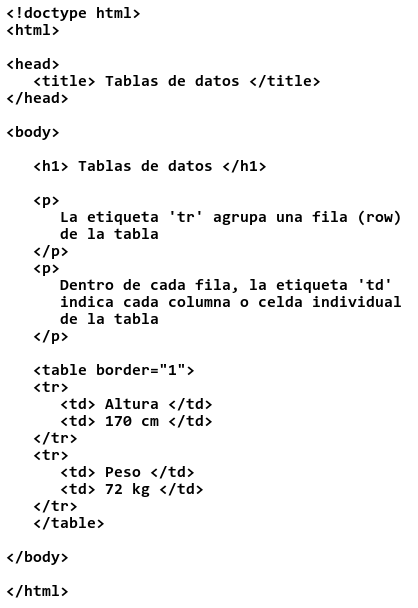 <!doctype html>
<html>
<head>
<title> Tablas de datos </title>
</head>
<body>
<h1> Tablas de datos </h1>
<p>
La etiqueta 'tr' agrupa una fila (row)
de la tabla
</p>
<p>
Dentro de cada fila, la etiqueta 'td'
indica cada columna o celda individual
de la tabla
</p>
<table border="1">
<tr>
<td> Altura </td>
<td> 170 cm </td>
</tr>
<tr>
<td> Peso </td>
<td> 72 kg </td>
</tr>
</table>
</body>
</html>